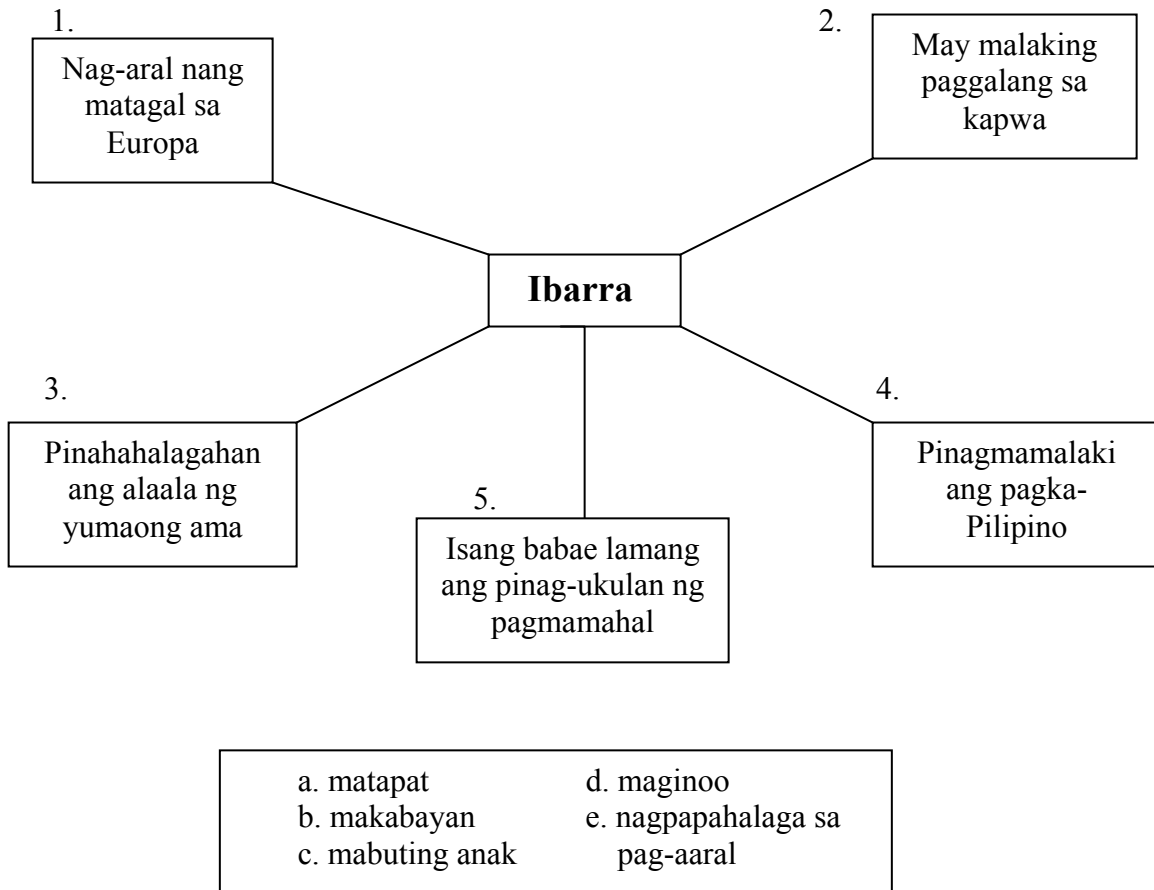 1.
Nag-aral nang
matagal sa
Europa
2.
May malaking
paggalang sa
kapwa
Ibarra
3.
Pinahahalagahan
ang alaala ng
yumaong ama
4.
Pinagmamalaki
ang pagka-
Pilipino
5.
Isang babae lamang
ang pinag-ukulan ng
pagmamahal
a. matapat
b. makabayan
c. mabuting anak
d. maginoo
e. nagpapahalaga sa
pag-aaral